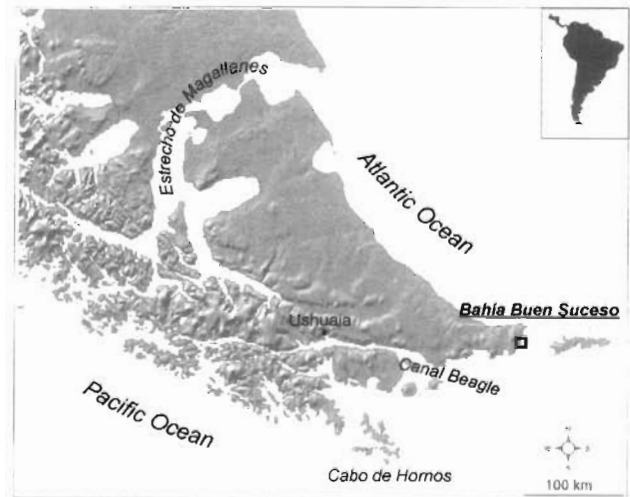 Estrecho de Magallanes
Atlantic Ocean
Bahía Buen Suceso
Ushuaia
Canal Beagle
Pacific Ocean
Cabo de Hornos
100 km